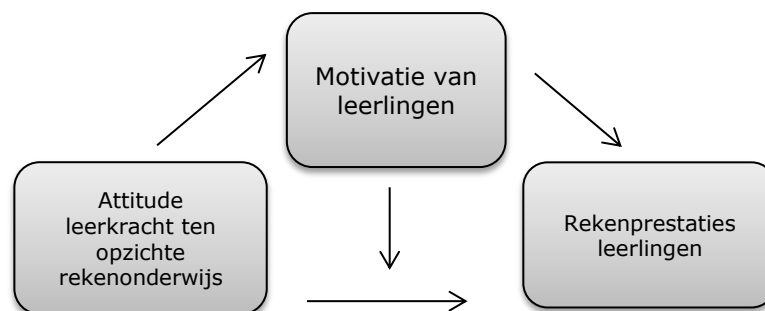 Motivatie van
leerlingen
Attitude
leerkracht ten
opzichte
rekenonderwijs
Rekenprestaties
leerlingen